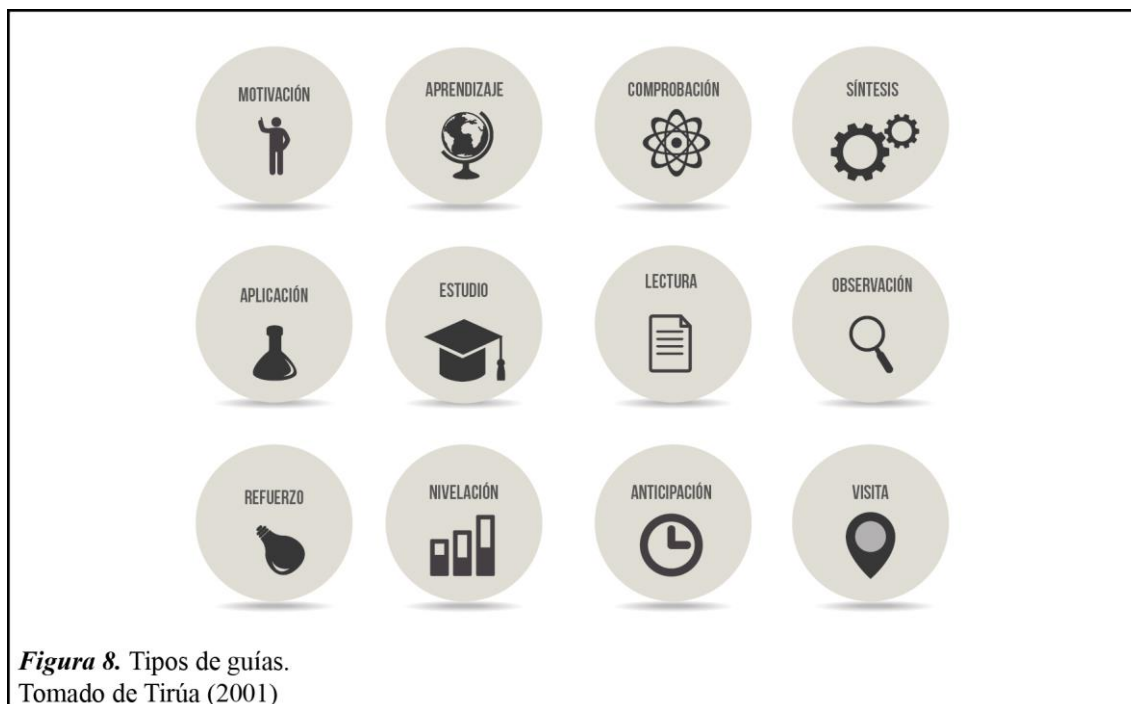 MOTIVACIÓN
APRENDIZAJE
COMPROBACIÓN
SÍNTESIS
APLICACIÓN
ESTUDIO
LECTURA
OBSERVACIÓN
REFUERZO
NIVELACIÓN
ANTICIPACIÓN
VISITA
Figura 8. Tipos de guías.
Tomado de Tirúa (2001)